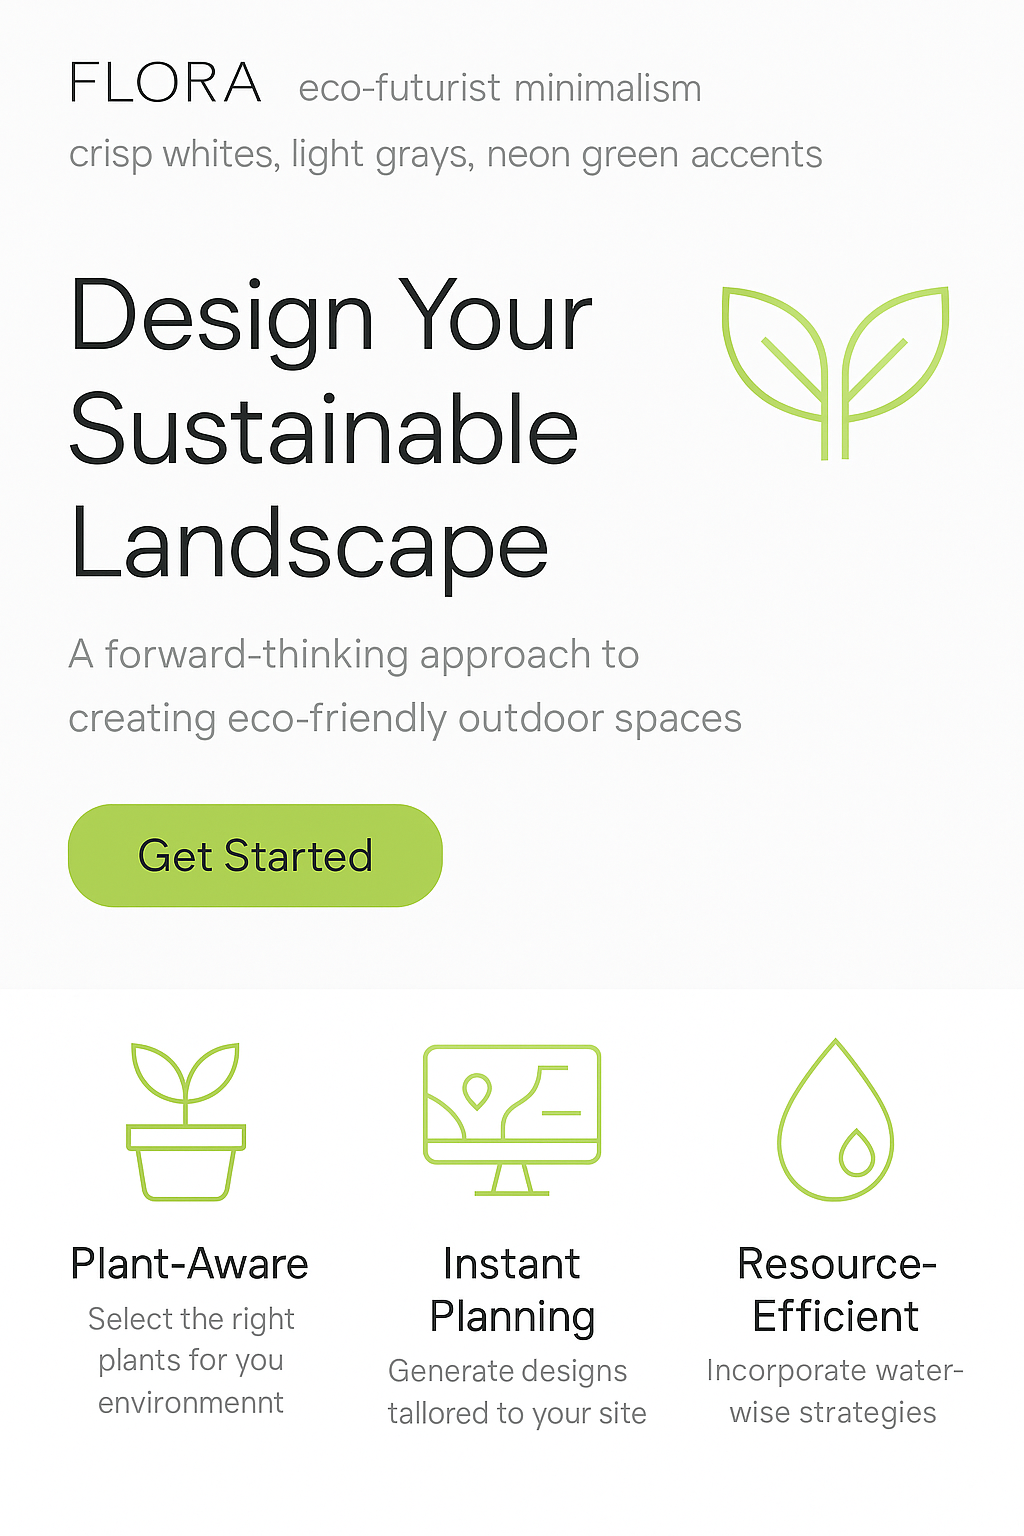 FLORA eco-futurist minimalism
crisp whites, light grays, neon green accents
Design Your
Sustainable
Landscape
A forward-thinking approach to
creating eco-friendly outdoor spaces
Get Started
Plant-Aware
Select the right
plants for you
environmennt
Instant
Planning
Generate designs
tailored to your site
Resource-
Efficient
Incorporate water-
wise strategies